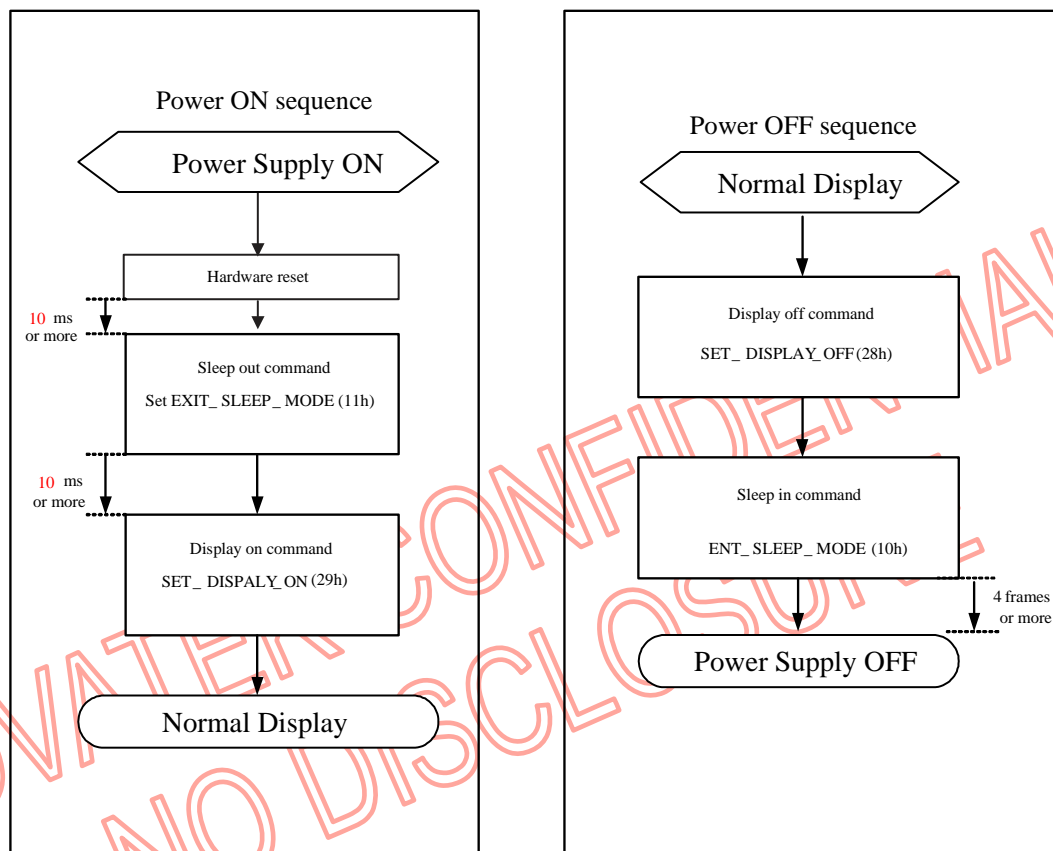 Power ON sequence
Power Supply ON
Hardware reset
10 ms
or more
Sleep out command
Set EXIT_ SLEEP_ MODE (11h)
10 ms
or more
Display on command
SET_ DISPALY_ON (29h)
Normal Display
Power OFF sequence
Normal Display
Display off command
SET_ DISPLAY_OFF (28h)
Sleep in command
ENT_ SLEEP_ MODE (10h)
4 frames
or more
Power Supply OFF
OVATEK CONFIDENTIAL
NO DISCLOSURE